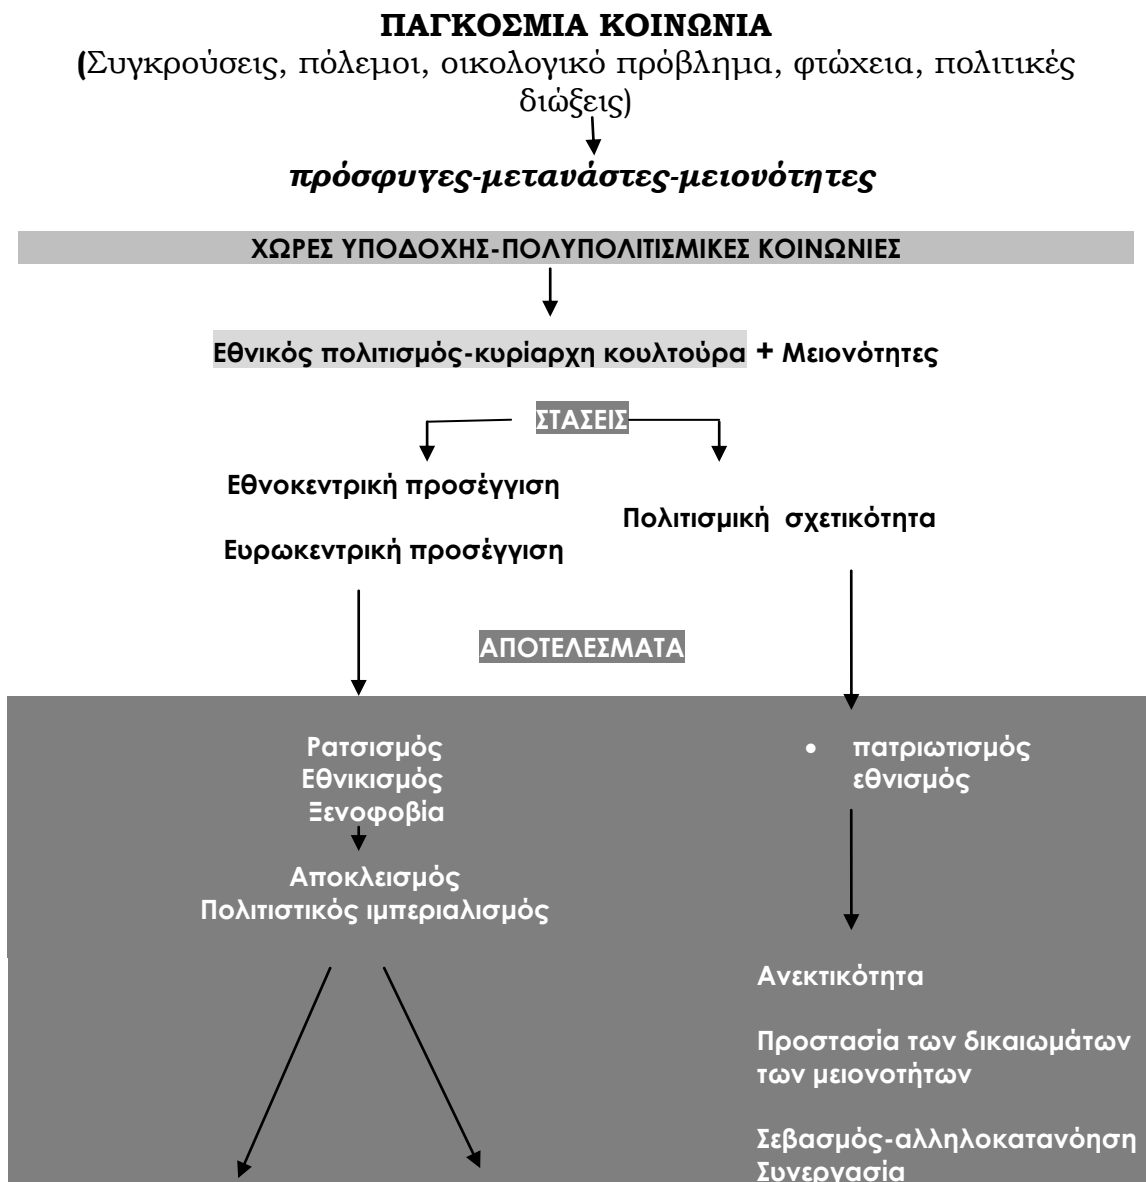 ΠΑΓΚΟΣΜΙΑ ΚΟΙΝΩΝΙΑ
(Συγκρούσεις, πόλεμοι, οικολογικό πρόβλημα, φτώχεια, πολιτικές
διώξεις)
πρόσφυγες-μετανάστες-μειονότητες
ΧΩΡΕΣ ΥΠΟΔΟΧΗΣ-ΠΟΛΥΠΟΛΙΤΙΣΜΙΚΕΣ ΚΟΙΝΩΝΙΕΣ
Εθνικός πολιτισμός-κυρίαρχη κουλτούρα + Μειονότητες
ΣΤΑΣΕΙΣ
Εθνοκεντρική προσέγγιση
Ευρωκεντρική προσέγγιση
Πολιτισμική σχετικότητα
ΑΠΟΤΕΛΕΣΜΑΤΑ
Ρατσισμός
Εθνικισμός
Ξενοφοβία
Αποκλεισμός
Πολιτιστικός ιμπεριαλισμός
• πατριωτισμός
εθνισμός
Ανεκτικότητα
Προστασία των δικαιωμάτων
των μειονοτήτων
Σεβασμός-αλληλοκατανόηση
Συνεργασία